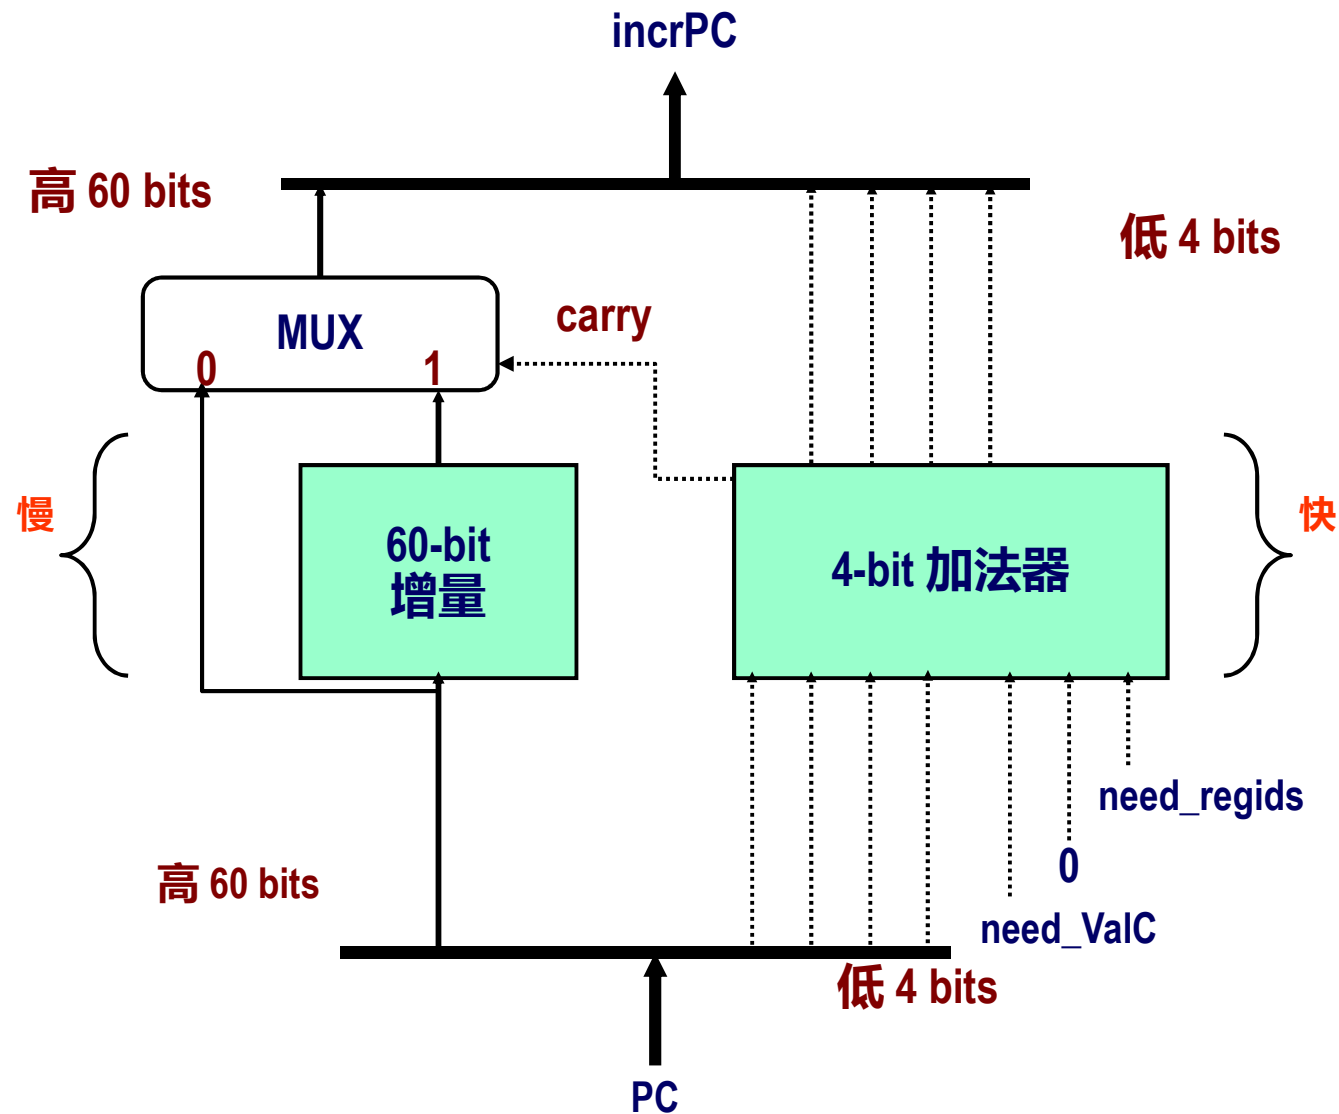 incrPC
高 60 bits
低 4 bits
MUX
carry
0
1
慢
快
60-bit
增量
4-bit 加法器
need_regids
0
高 60 bits
need_ValC
低 4 bits
PC